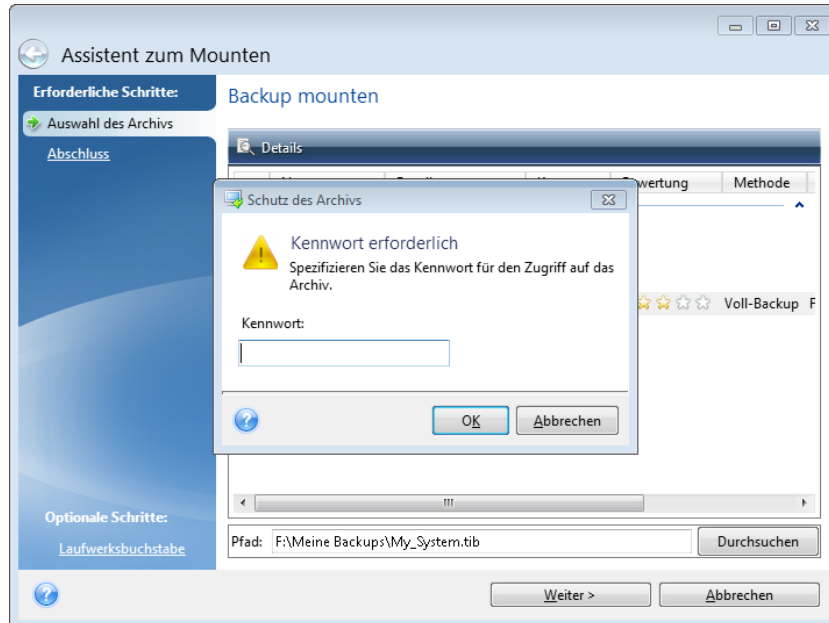 Assistent zum Mounten
Erforderliche Schritte:
Auswahl des Archivs
Abschluss
Optionale Schritte:
Laufwerksbuchstabe
Backup mounten
Details
Methode
Voll-Backup F
Schutz des Archivs
Kennwort erforderlich
Spezifizieren Sie das Kennwort für den Zugriff auf das
Archiv.
Kennwort:
OK
Abbrechen
Pfad: F:\Meine Backups\My_System.tib
Durchsuchen
Weiter >
Abbrechen